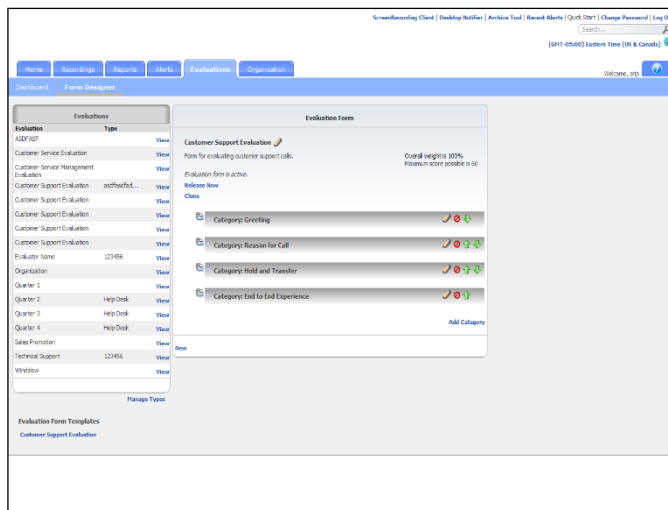 ScreenRecording Client | Desktop Notifier | Archive Tool | Recent Alerts | Quick Start | Change Password | Log O
Search...
(GMT-05:00) Eastern Time (US & Canada)
Home Recordings Reports Alerts Evaluations Organization
Welcome, srip
Dashboard Form Designer
Evaluations
Evaluation Type
ASDFASF View
Customer Service Evaluation View
Customer Service Management View
Evaluation
Customer Support Evaluation asdfasdfad... View
Customer Support Evaluation View
Customer Support Evaluation View
Customer Support Evaluation View
Customer Support Evaluation View
Evaluator Name 123456 View
Organization View
Quarter 1 View
Quarter 2 Help Desk View
Quarter 3 Help Desk View
Quarter 4 Help Desk View
Sales Promotion View
Technical Support 123456 View
Windslow View
Manage Types
Evaluation Form Templates
Customer Support Evaluation
Evaluation Form
Customer Support Evaluation
Form for evaluating customer support calls.
Overall weight is 100%
Maximum score possible is 60
Evaluation form is active.
Release Now
Clone
Category: Greeting
Category: Reason for Call
Category: Hold and Transfer
Category: End to End Experience
Add Category
New